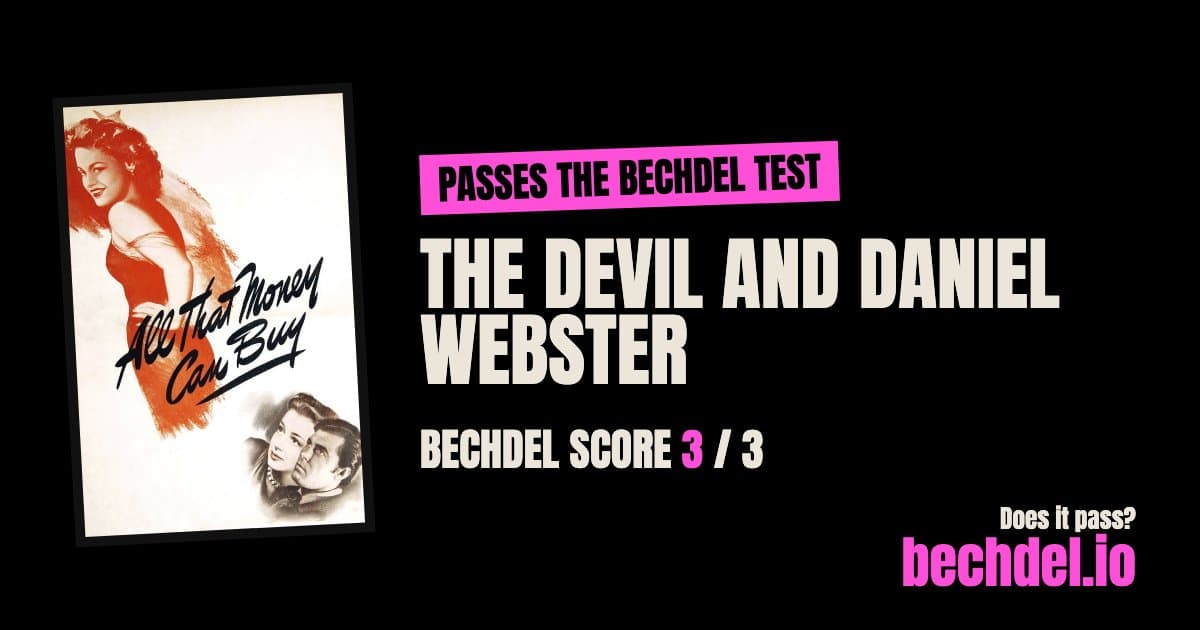 All That Money
Can Buy
PASSES THE BECHDEL TEST
THE DEVIL AND DANIEL
WEBSTER
BECHDEL SCORE 3 / 3
Does it pass?
bechdel.io